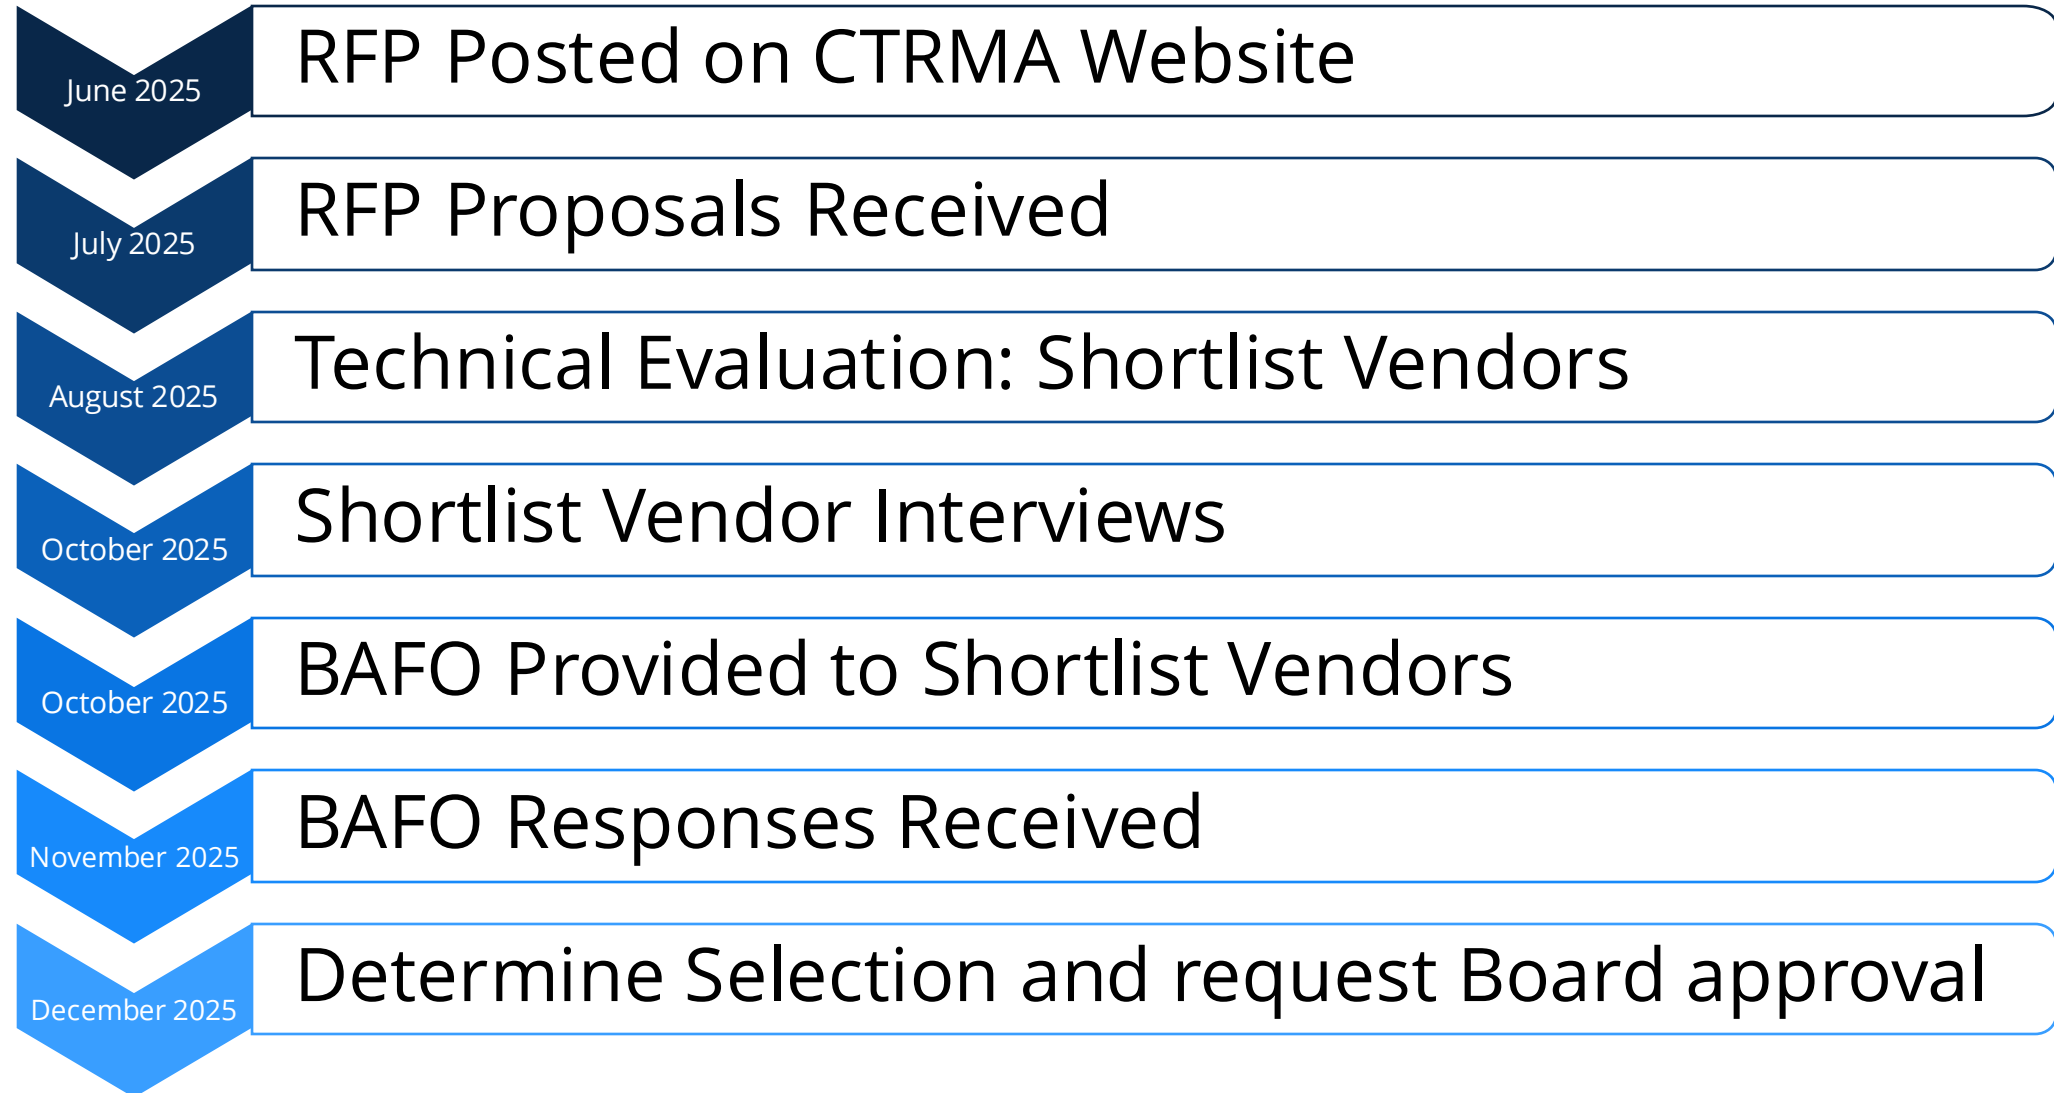 June 2025
RFP Posted on CTRMA Website
July 2025
RFP Proposals Received
August 2025
Technical Evaluation: Shortlist Vendors
October 2025
Shortlist Vendor Interviews
October 2025
BAFO Provided to Shortlist Vendors
November 2025
BAFO Responses Received
December 2025
Determine Selection and request Board approval